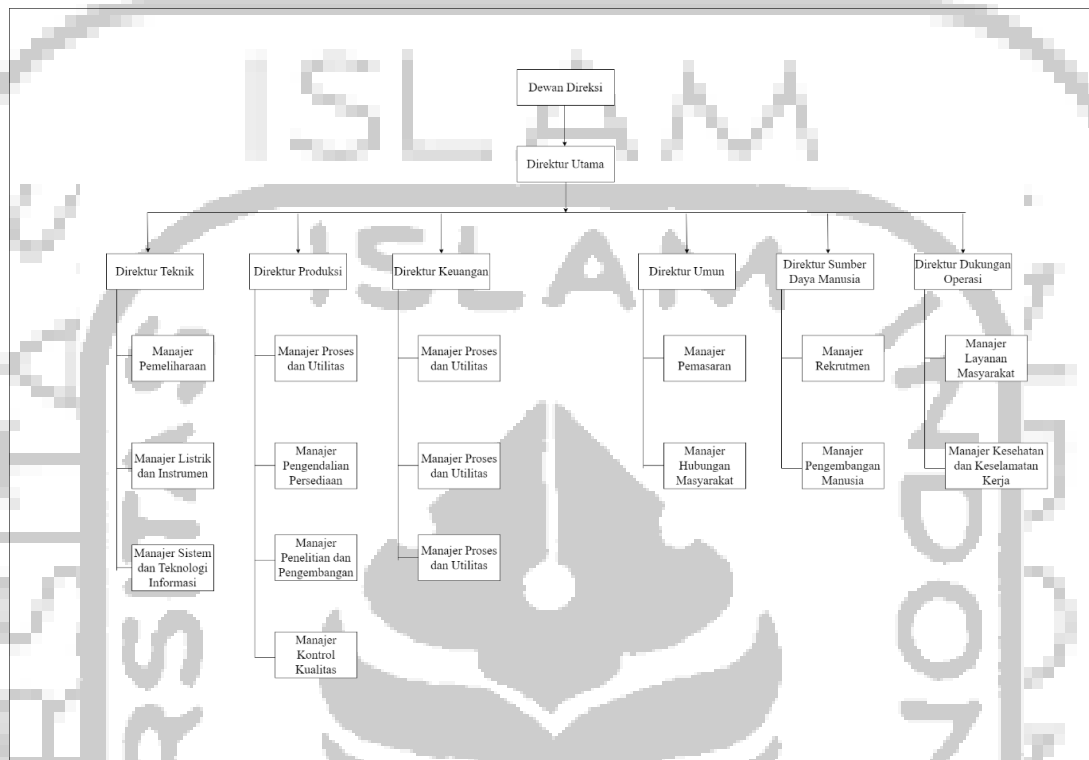 ISLAM
Dewan Direksi
Direktur Utama
ISLAM
Direktur Teknik
Direktur Produksi
Direktur Keuangan
Direktur Umun
Direktur Sumber
Daya Manusia
Direktur Dukungan
Operasi
Manajer
Pemeliharaan
Manajer Proses
dan Utilitas
Manajer Proses
dan Utilitas
Manajer
Pemasaran
Manajer
Rekrutmen
Manajer
Layanan
Masyarakat
Manajer Listrik
dan Instrumen
Manajer
Pengendalian
Persediaan
Manajer Proses
dan Utilitas
Manajer
Hubungan
Masyarakat
Manajer
Pengembangan
Manusia
Manajer Kesehatan
dan Keselamatan
Kerja
Manajer Sistem
dan Teknologi
Informasi
Manajer
Penelitian dan
Pengembangan
Manajer Proses
dan Utilitas
Manajer
Kontrol
Kualitas